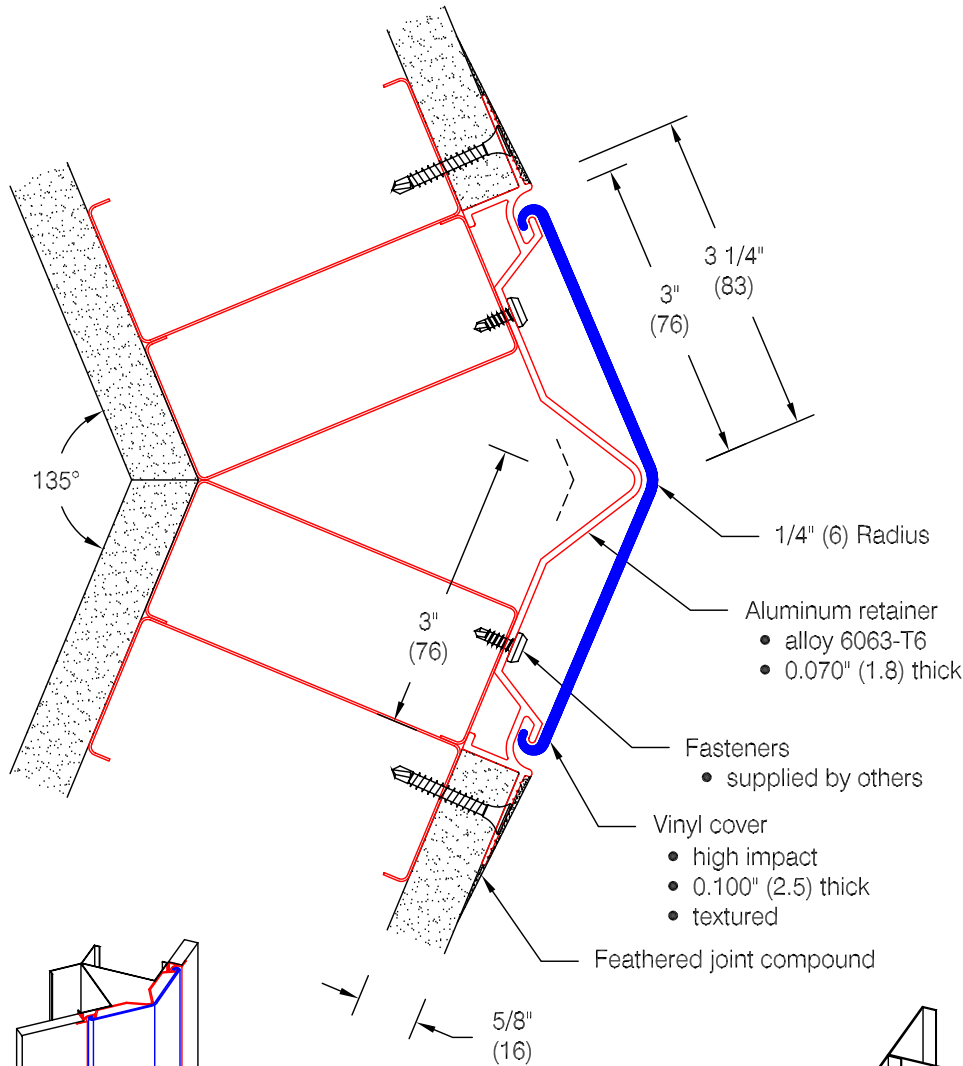 3 1/4"
(83)
3"
(76)
135°
1/4" (6) Radius
Aluminum retainer
• alloy 6063-T6
• 0.070" (1.8) thick
3"
(76)
Fasteners
• supplied by others
Vinyl cover
• high impact
• 0.100" (2.5) thick
• textured
Feathered joint compound
5/8"
(16)